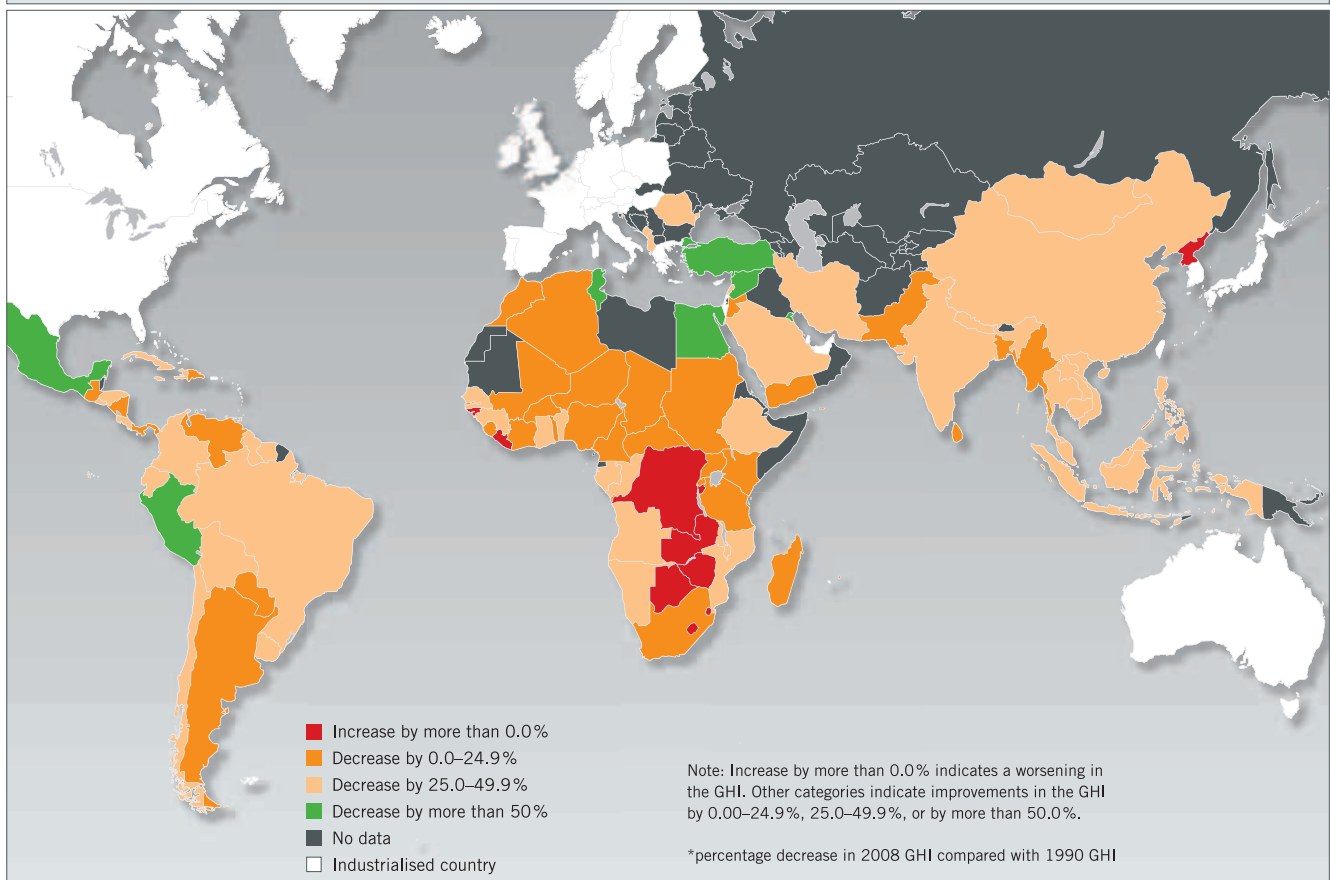 Increase by more than 0.0%
Decrease by 0.0–24.9%
Decrease by 25.0–49.9%
Decrease by more than 50%
No data
Industrialised country
Note: Increase by more than 0.0% indicates a worsening in
the GHI. Other categories indicate improvements in the GHI
by 0.00–24.9%, 25.0–49.9%, or by more than 50.0%.
*percentage decrease in 2008 GHI compared with 1990 GHI